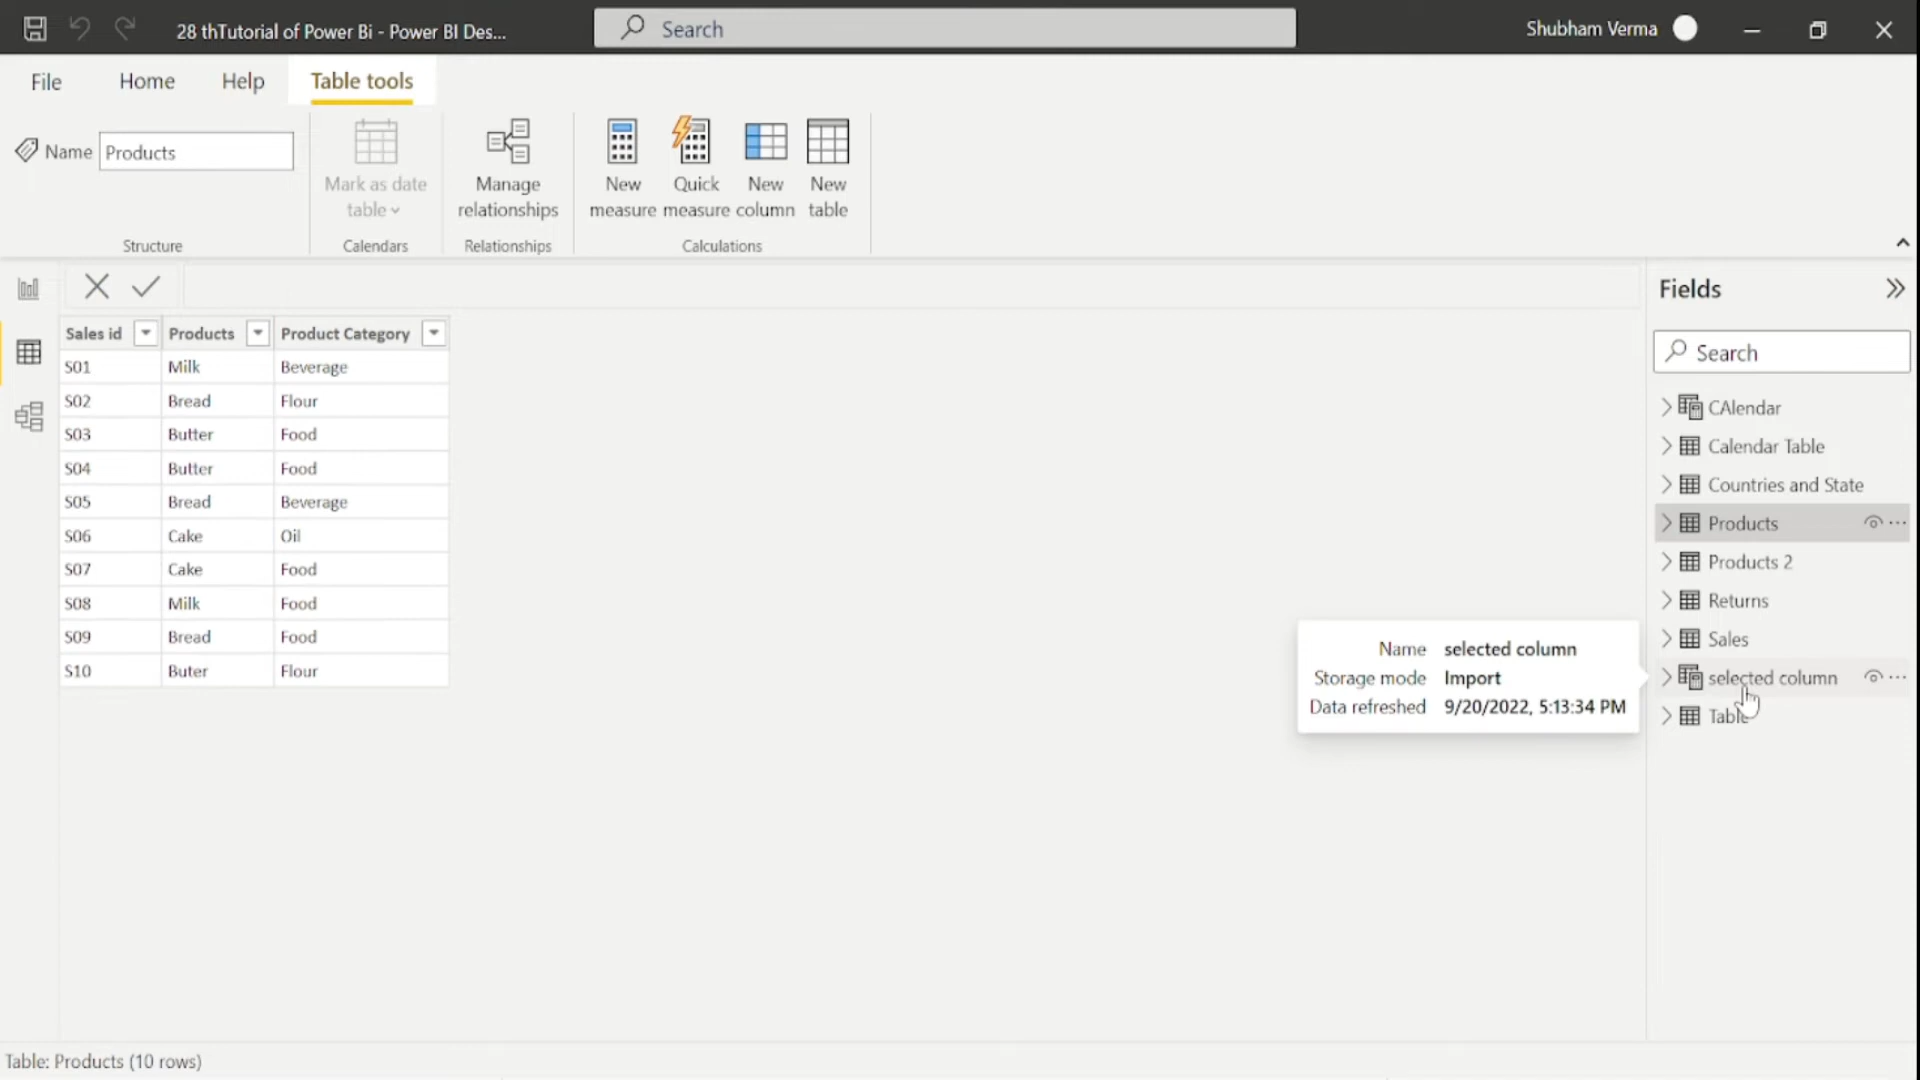 28 thTutorial of Power Bi - Power BI Des...
Search
Shubham Verma
File
Home
Help
Table tools
Name
Products
Mark as date
table
Manage
relationships
New
measure
Quick
measure
New
column
New
table
Structure
Calendars
Relationships
Calculations
Sales id
Products
Product Category
S01
Milk
Beverage
S02
Bread
Flour
S03
Butter
Food
S04
Butter
Food
S05
Bread
Beverage
S06
Cake
Oil
S07
Cake
Food
S08
Milk
Food
S09
Bread
Food
S10
Buter
Flour
Fields
Search
CAlendar
Calendar Table
Countries and State
Products
Products 2
Returns
Sales
selected column
Table
Name selected column
Storage mode Import
Data refreshed 9/20/2022, 5:13:34 PM
Table: Products (10 rows)